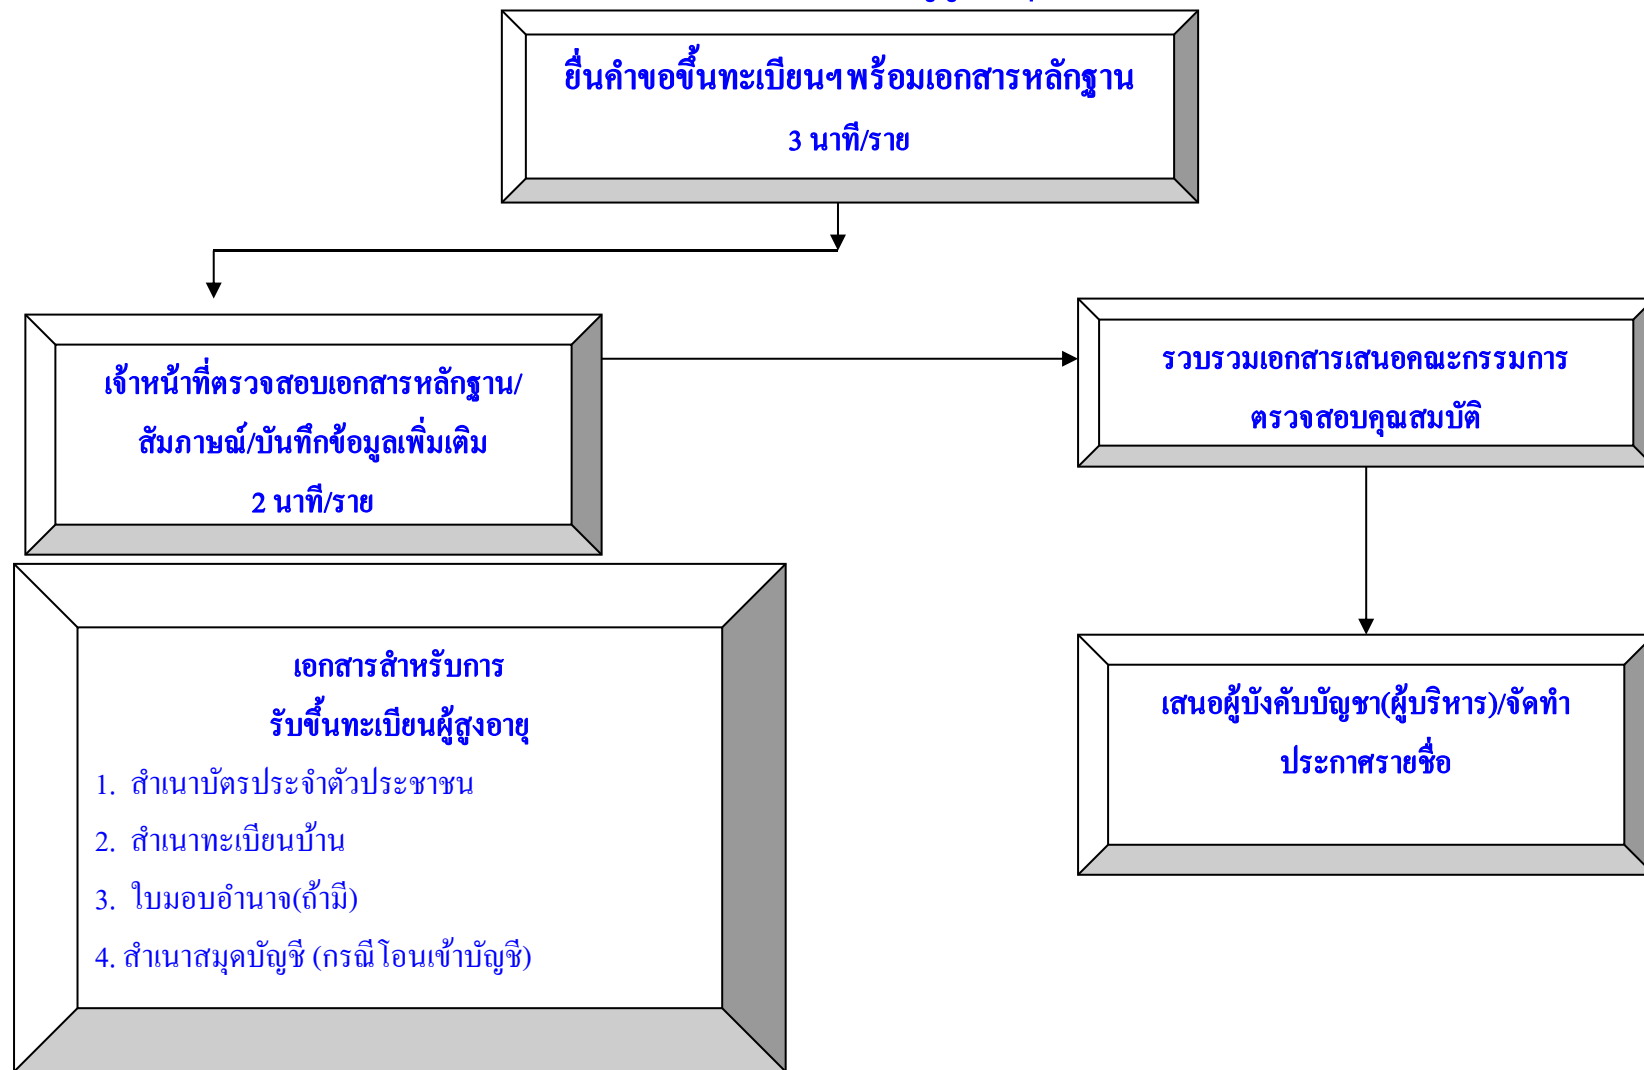 ยื่นคำขอขึ้นทะเบียนฯพร้อมเอกสารหลักฐาน
3 นาที/ราย
เจ้าหน้าที่ตรวจสอบเอกสารหลักฐาน/
สัมภาษณ์/บันทึกข้อมูลเพิ่มเติม
2 นาที/ราย
รวบรวมเอกสารเสนอคณะกรรมการ
ตรวจสอบคุณสมบัติ
เสนอผู้บังคับบัญชา(ผู้บริหาร)/จัดทำ
ประกาศรายชื่อ
เอกสารสำหรับการ
รับขึ้นทะเบียนผู้สูงอายุ
1. สำเนาบัตรประจำตัวประชาชน
2. สำเนาทะเบียนบ้าน
3. ใบมอบอำนาจ(ถ้ามี)
4. สำเนาสมุดบัญชี (กรณีโอนเข้าบัญชี)